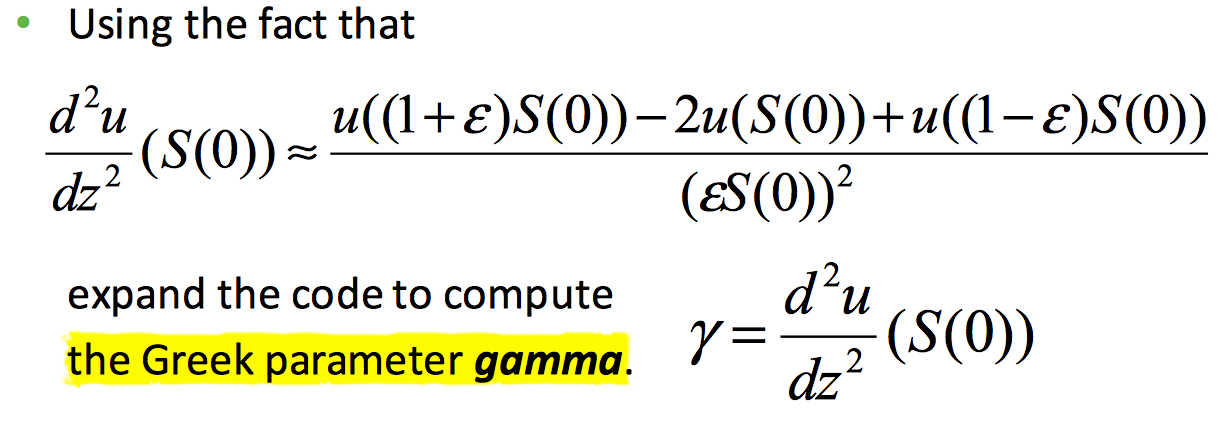 • Using the fact that
d²u/dz² (S(0)) ≈ u((1+ε)S(0))−2u(S(0))+u((1−ε)S(0)) / (εS(0))²
expand the code to compute
the Greek parameter gamma.
γ = d²u/dz² (S(0))